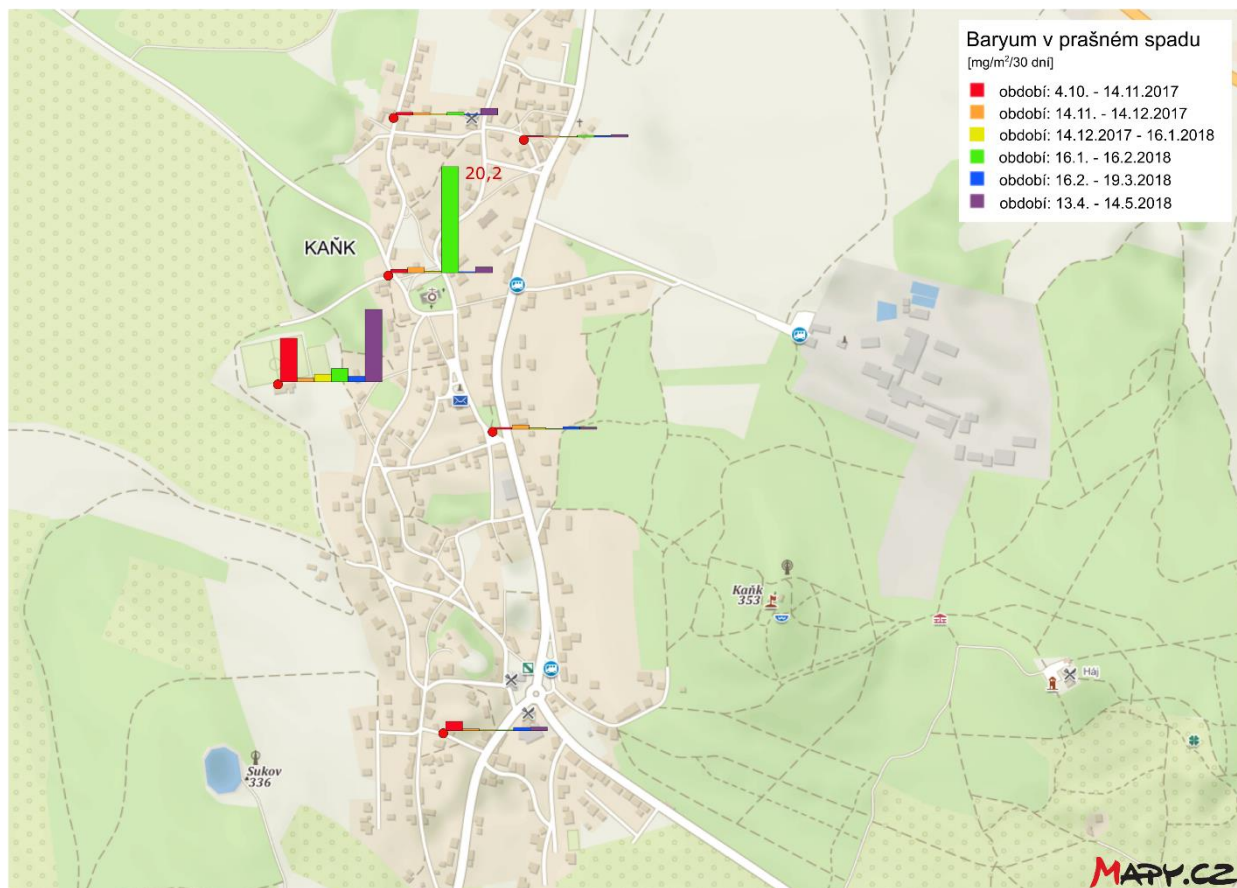 Baryum v prašném spadu
[mg/m²/30 dní]
období: 4.10. - 14.11.2017
období: 14.11. - 14.12.2017
období: 14.12.2017 - 16.1.2018
období: 16.1. - 16.2.2018
období: 16.2. - 19.3.2018
období: 13.4. - 14.5.2018
20,2
KAŇK
Kaňk
353
Háj
Sukov
336
MAPY.CZ